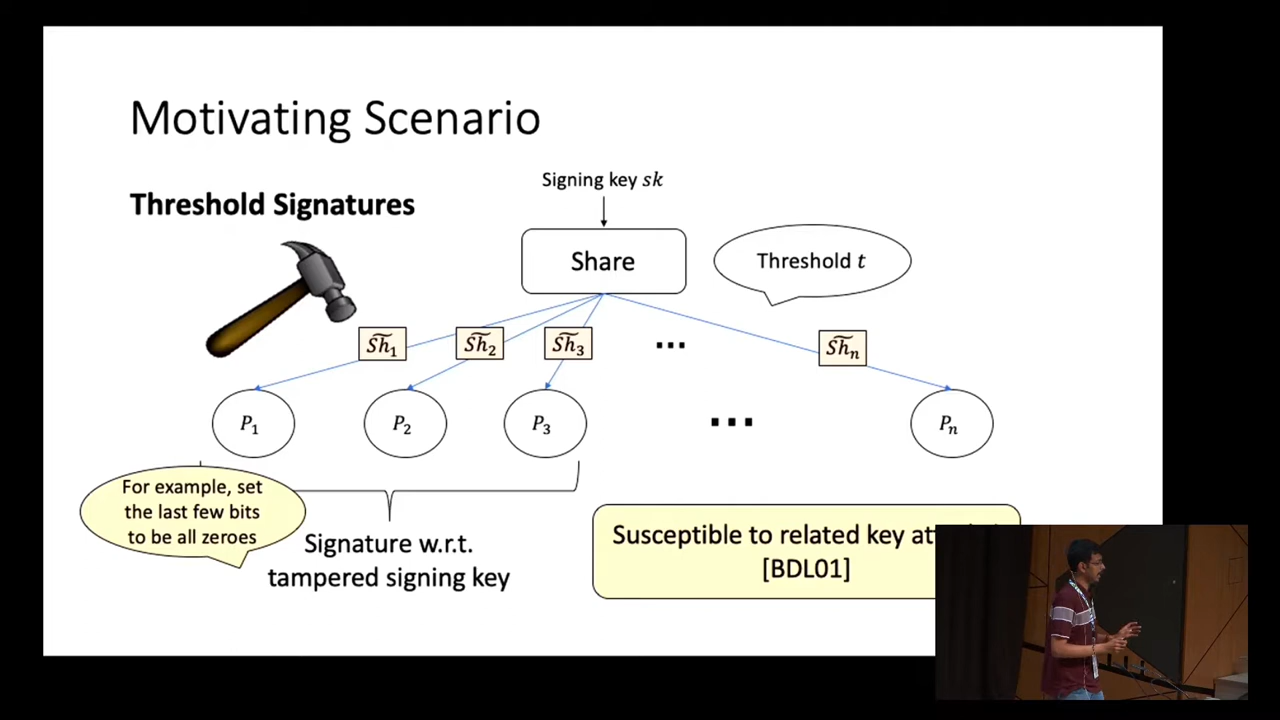 Motivating Scenario
Signing key sk
Threshold Signatures
Share
Threshold t
S̃h₁
S̃h₂
S̃h₃
...
S̃hₙ
P₁
P₂
P₃
...
Pₙ
For example, set
the last few bits
to be all zeroes
Signature w.r.t.
tampered signing key
Susceptible to related key
[BDL01]